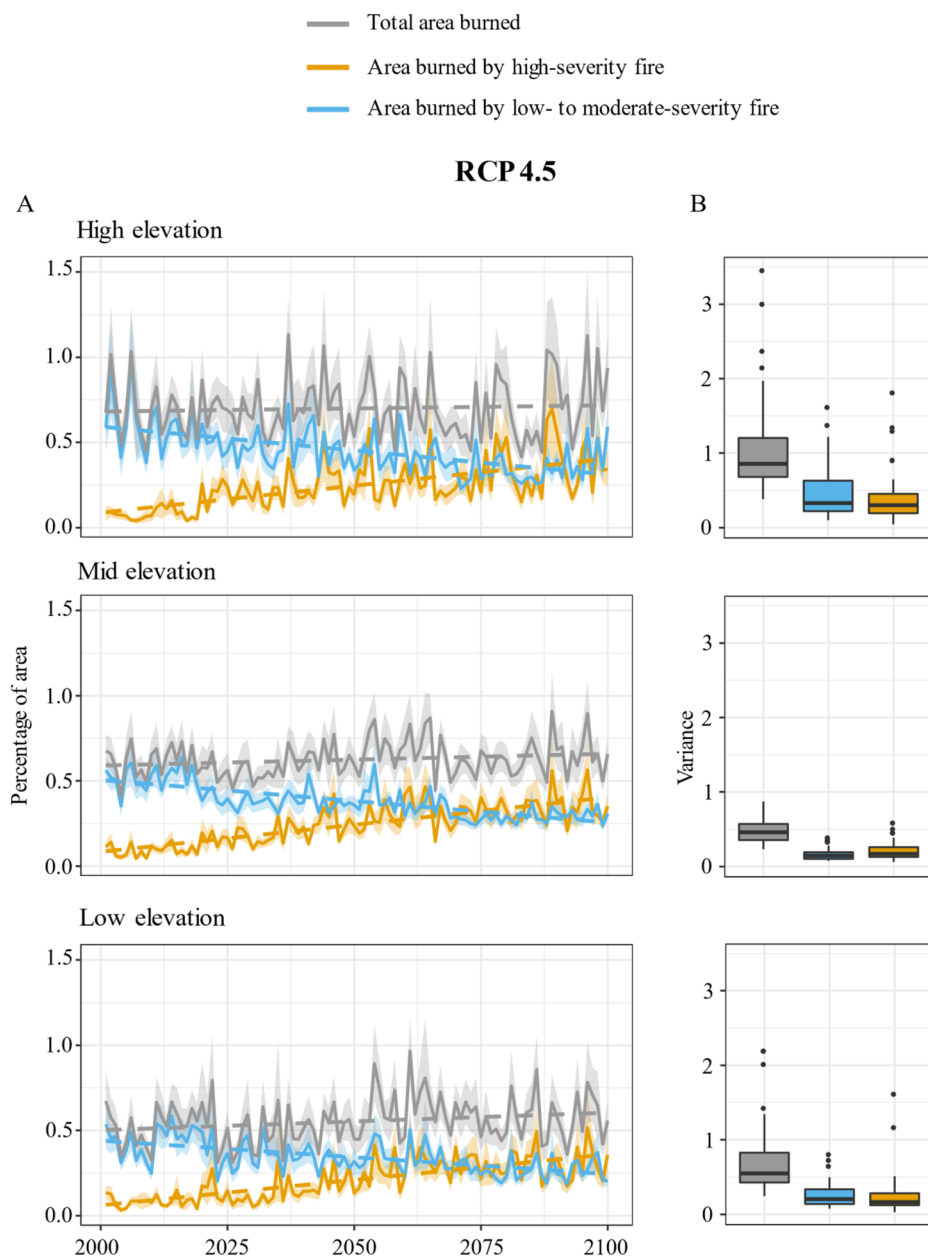 Total area burned
Area burned by high-severity fire
Area burned by low- to moderate-severity fire
RCP 4.5
A
B
High elevation
1.5
1.0
0.5
0.0
3
2
1
0
Mid elevation
1.5
1.0
0.5
0.0
3
2
1
0
Percentage of area
Variance
Low elevation
1.5
1.0
0.5
0.0
3
2
1
0
2000 2025 2050 2075 2100